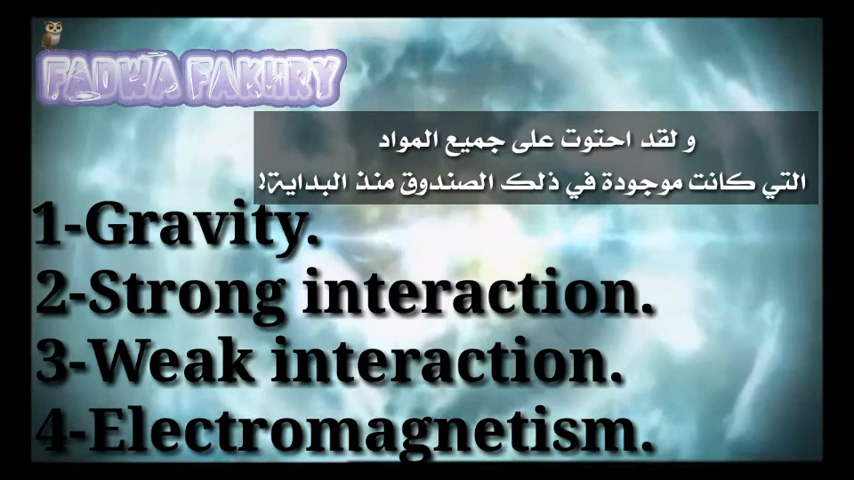 FADWA FAKHRY
و لقد احتوت على جميع المواد
التي كانت موجودة في ذلك الصندوق منذ البداية!
1-Gravity.
2-Strong interaction.
3-Weak interaction.
4-Electromagnetism.